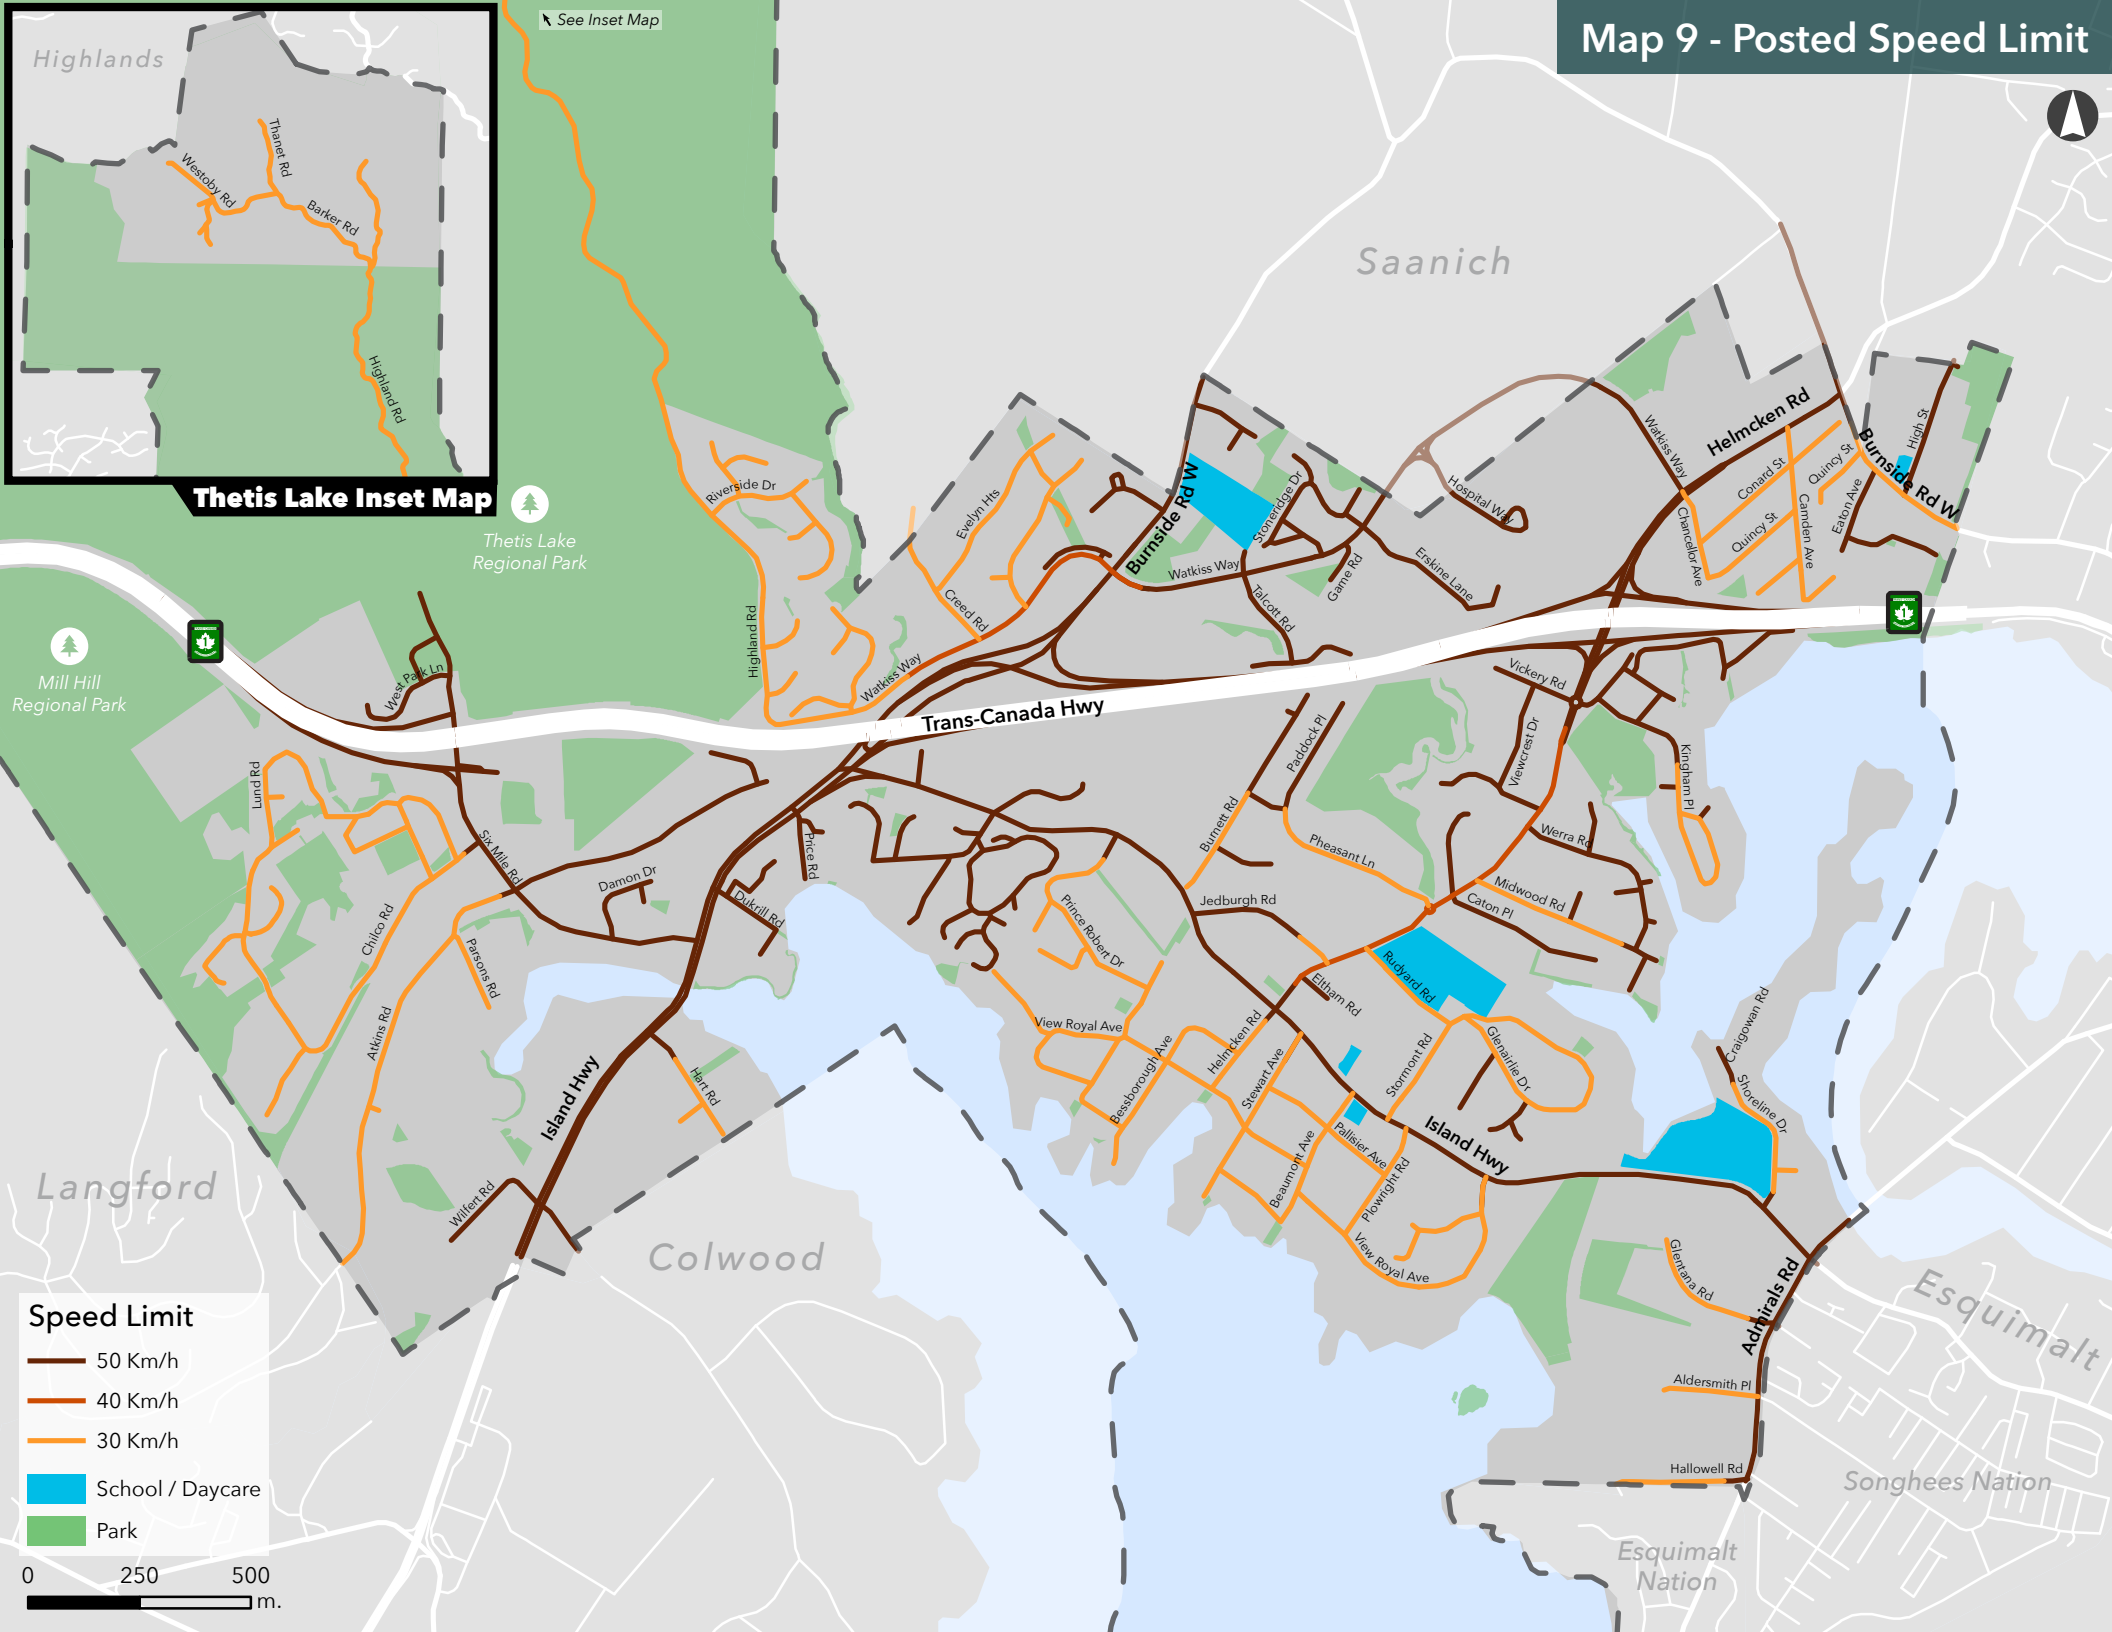 See Inset Map
Map 9 - Posted Speed Limit
Highlands
Thanet Rd
Westoby Rd
Barker Rd
Highland Rd
Thetis Lake Inset Map
Saanich
Thetis Lake
Regional Park
Mill Hill
Regional Park
Riverside Dr
Highland Rd
Evelyn Hts
Creed Rd
Watkiss Way
Burnside Rd W
Stoneridge Dr
Watkiss Way
Talcott Rd
Game Rd
Erskine Lane
Hospital Way
Watkiss Way
Helmcken Rd
Burnside Rd W
High St
Conard St
Quincy St
Quincy St
Camden Ave
Eaton Ave
Chancellor Ave
1
1
Trans-Canada Hwy
West Park Ln
Lund Rd
Six Mile Rd
Damon Dr
Price Rd
Dukrill Rd
Chilco Rd
Parsons Rd
Atkins Rd
Island Hwy
Hart Rd
Wilfert Rd
Vickery Rd
Viewcrest Dr
Kingham Pl
Paddock Pl
Burnett Rd
Pheasant Ln
Werra Rd
Midwood Rd
Caton Pl
Jedburgh Rd
Prince Robert Dr
View Royal Ave
Bessborough Ave
Helmcken Rd
Eltham Rd
Rudyard Rd
Stewart Ave
Stormont Rd
Glenairlie Dr
Island Hwy
Pallisier Ave
Beaumont Ave
Plowright Rd
View Royal Ave
Craigowan Rd
Shoreline Dr
Glentana Rd
Admirals Rd
Aldersmith Pl
Hallowell Rd
Langford
Colwood
Esquimalt
Songhees Nation
Esquimalt
Nation
Speed Limit
50 Km/h
40 Km/h
30 Km/h
School / Daycare
Park
0 250 500
m.